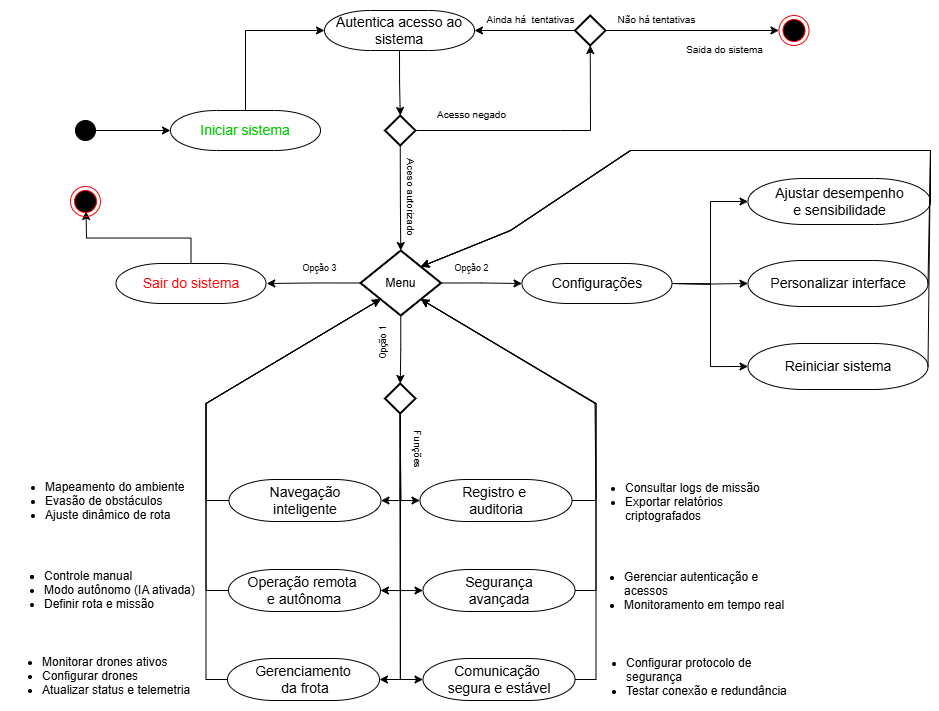 Autentica acesso ao
sistema
Ainda há tentativas
Não há tentativas
Saida do sistema
Iniciar sistema
Acesso negado
Aceso autorizado
Ajustar desempenho
e sensibilidade
Sair do sistema
Opção 3
Menu
Opção 2
Configurações
Personalizar interface
Opção 1
Reiniciar sistema
Funções
• Mapeamento do ambiente
• Evasão de obstáculos
• Ajuste dinâmico de rota
Navegação
inteligente
Registro e
auditoria
• Consultar logs de missão
• Exportar relatórios
criptografados
• Controle manual
• Modo autônomo (IA ativada)
• Definir rota e missão
Operação remota
e autônoma
Segurança
avançada
• Gerenciar autenticação e
acessos
• Monitoramento em tempo real
• Monitorar drones ativos
• Configurar drones
• Atualizar status e telemetria
Gerenciamento
da frota
Comunicação
segura e estável
• Configurar protocolo de
segurança
• Testar conexão e redundância